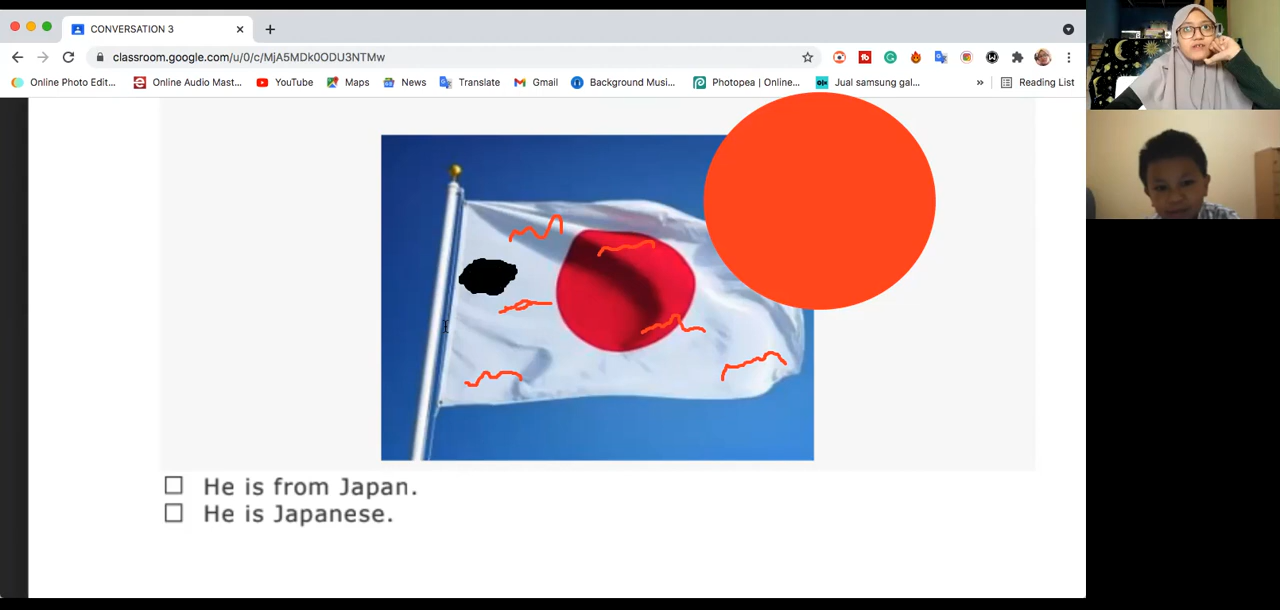 CONVERSATION 3
classroom.google.com/u/0/c/MjA5MDk0ODU3NTMw
Online Photo Edit... Online Audio Mast... YouTube Maps News Translate Gmail Background Musi... Photopea | Online... Jual samsung gal... » Reading List
He is from Japan.
He is Japanese.